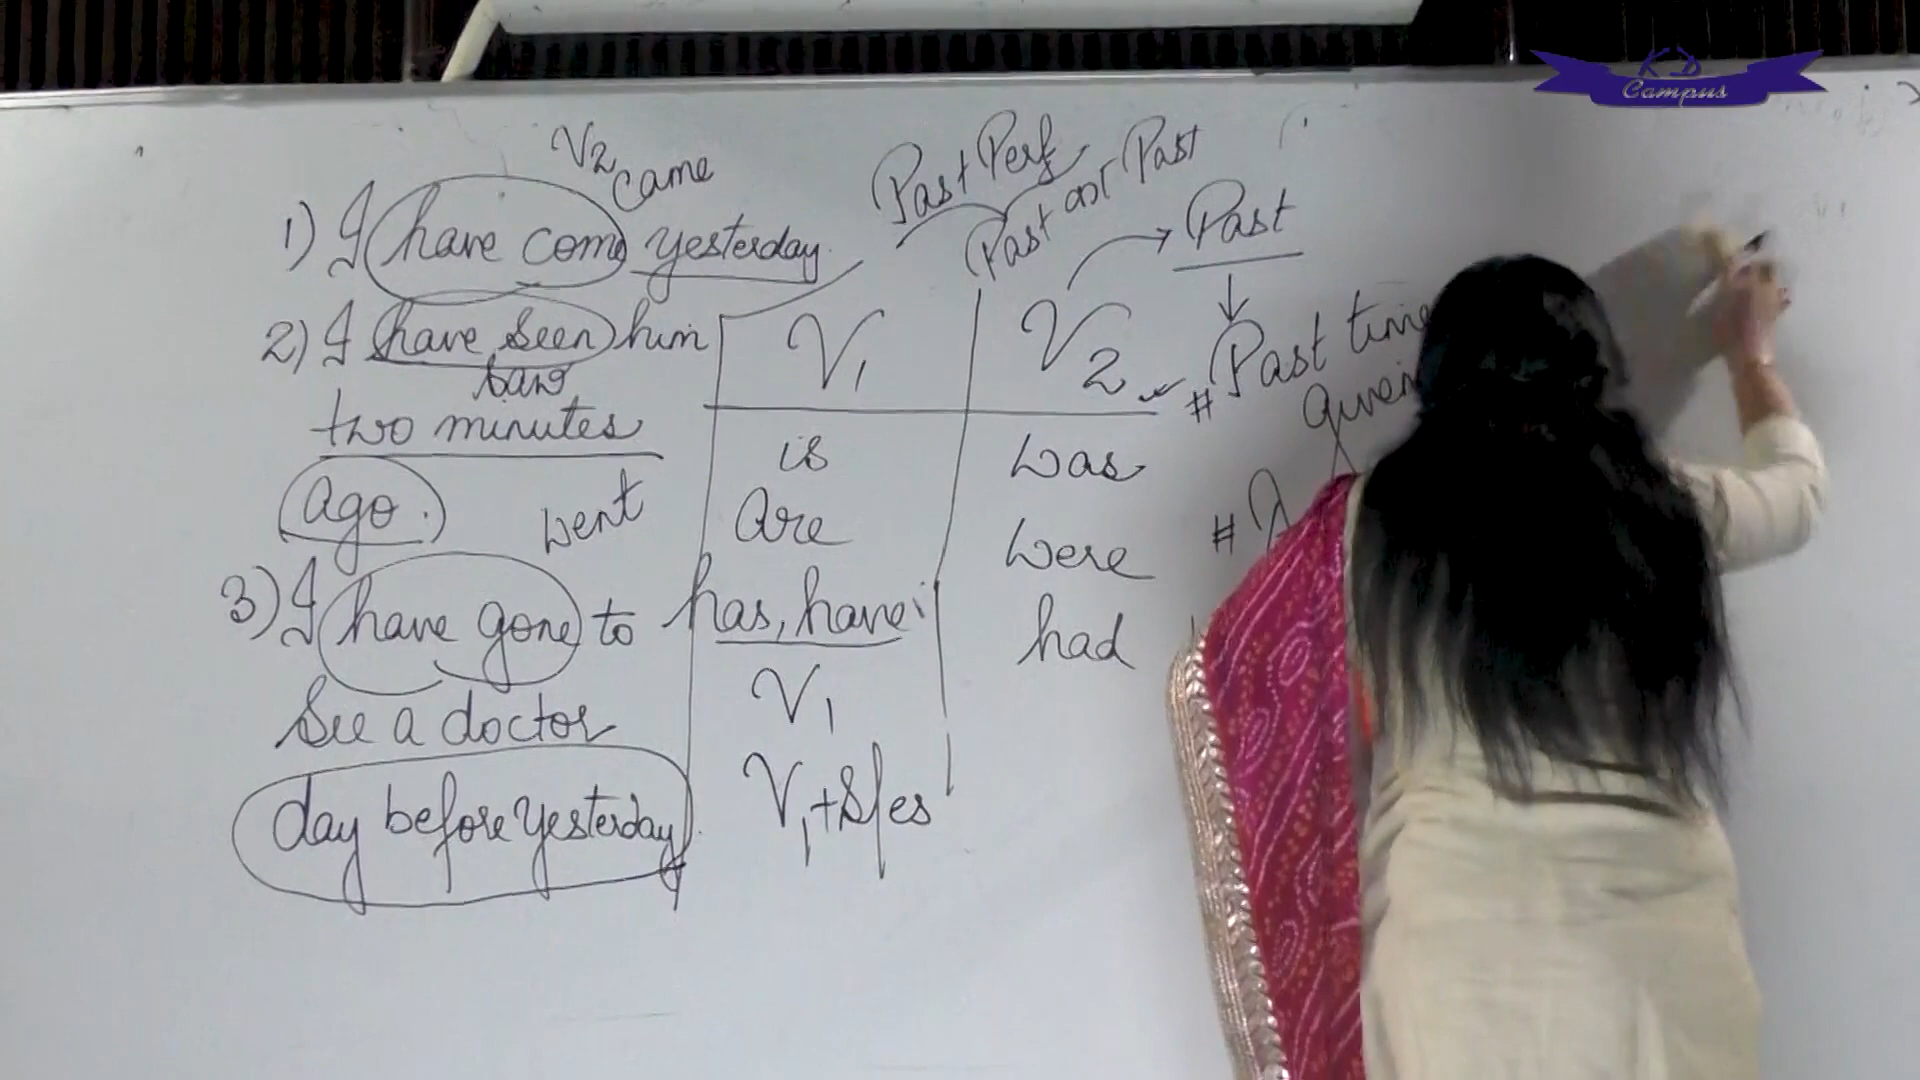 KD
Campus
V2 came
1) I have come yesterday.
2) I have seen him
saw
two minutes
ago.
went
3) I have gone to
see a doctor
day before yesterday.
Past Perf
Past Past
Past
V1 V2
is was
are were
has, have had
V1
V1+s/es
Past
# Past time
given
#